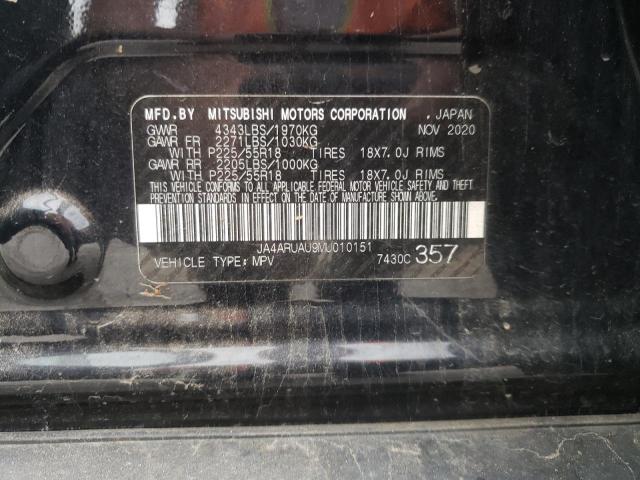 MFD.BY MITSUBISHI MOTORS CORPORATION , JAPAN
GVWR 4343LBS/1970KG NOV 2020
GAWR FR 2271LBS/1030KG
WITH P225/55R18 TIRES 18X7.0J RIMS
GAWR RR 2205LBS/1000KG
WITH P225/55R18 TIRES 18X7.0J RIMS
THIS VEHICLE CONFORMS TO ALL APPLICABLE FEDERAL MOTOR VEHICLE SAFETY AND THEFT
PREVENTION STANDARDS IN EFFECT ON THE DATE OF MANUFACTURE SHOWN ABOVE.
JA4ARUAU9MU010151
VEHICLE TYPE: MPV 7430C 357